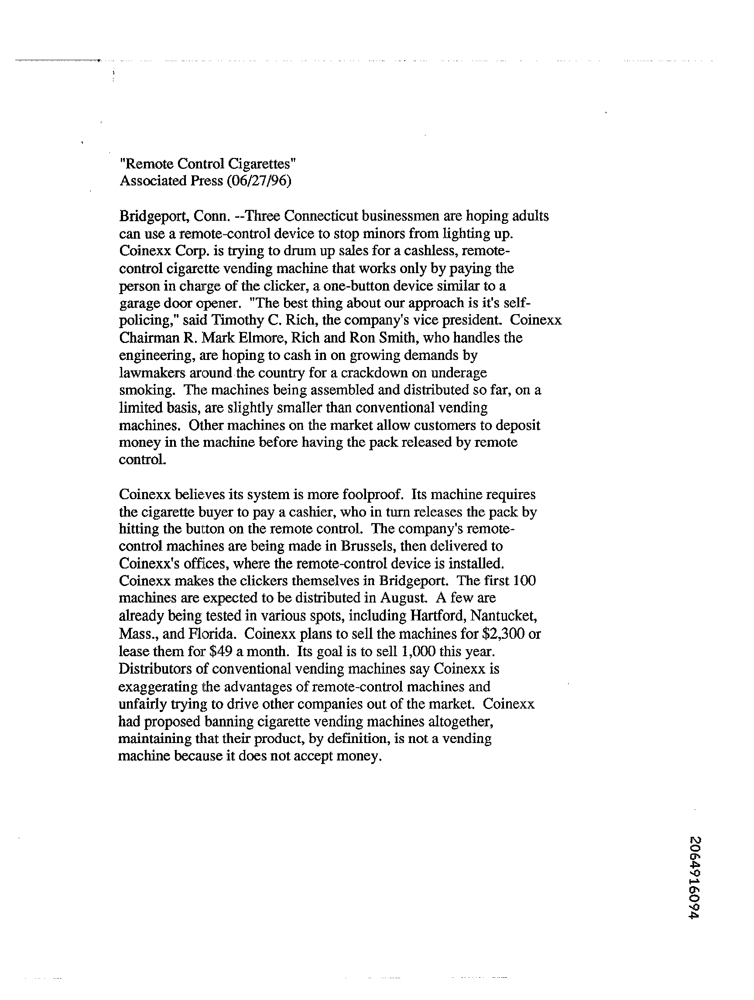 "Remote Control Cigarettes"
Associated Press (06/27/96)
Bridgeport, Conn. --Three Connecticut businessmen are hoping adults
can use a remote-control device to stop minors from lighting up.
Coinexx Corp. is trying to drum up sales for a cashless, remote-
control cigarette vending machine that works only by paying the
person in charge of the clicker, a one-button device similar to a
garage door opener. "The best thing about our approach is it's self-
policing," said Timothy C. Rich, the company's vice president. Coinexx
Chairman R. Mark Elmore, Rich and Ron Smith, who handles the
engineering, are hoping to cash in on growing demands by
lawmakers around the country for a crackdown on underage
smoking. The machines being assembled and distributed so far, on a
limited basis, are slightly smaller than conventional vending
machines. Other machines on the market allow customers to deposit
money in the machine before having the pack released by remote
control.
Coinexx believes its system is more foolproof. Its machine requires
the cigarette buyer to pay a cashier, who in turn releases the pack by
hitting the button on the remote control. The company's remote-
control machines are being made in Brussels, then delivered to
Coinexx's offices, where the remote-control device is installed.
Coinexx makes the clickers themselves in Bridgeport. The first 100
machines are expected to be distributed in August. A few are
already being tested in various spots, including Hartford, Nantucket,
Mass., and Florida. Coinexx plans to sell the machines for $2,300 or
lease them for $49 a month. Its goal is to sell 1,000 this year.
Distributors of conventional vending machines say Coinexx is
exaggerating the advantages of remote-control machines and
unfairly trying to drive other companies out of the market. Coinexx
had proposed banning cigarette vending machines altogether,
maintaining that their product, by definition, is not a vending
machine because it does not accept money.
2064916094